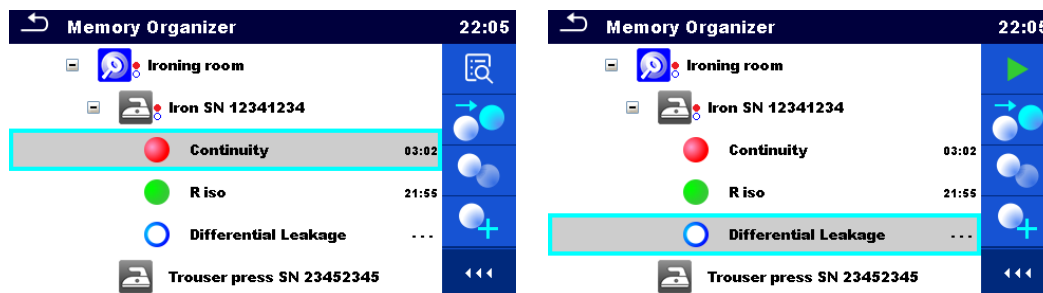 Memory Organizer 22:05
Ironing room
Iron SN 12341234
Continuity 03:02
R iso 21:55
Differential Leakage ---
Trouser press SN 23452345
Memory Organizer 22:05
Ironing room
Iron SN 12341234
Continuity 03:02
R iso 21:55
Differential Leakage ---
Trouser press SN 23452345